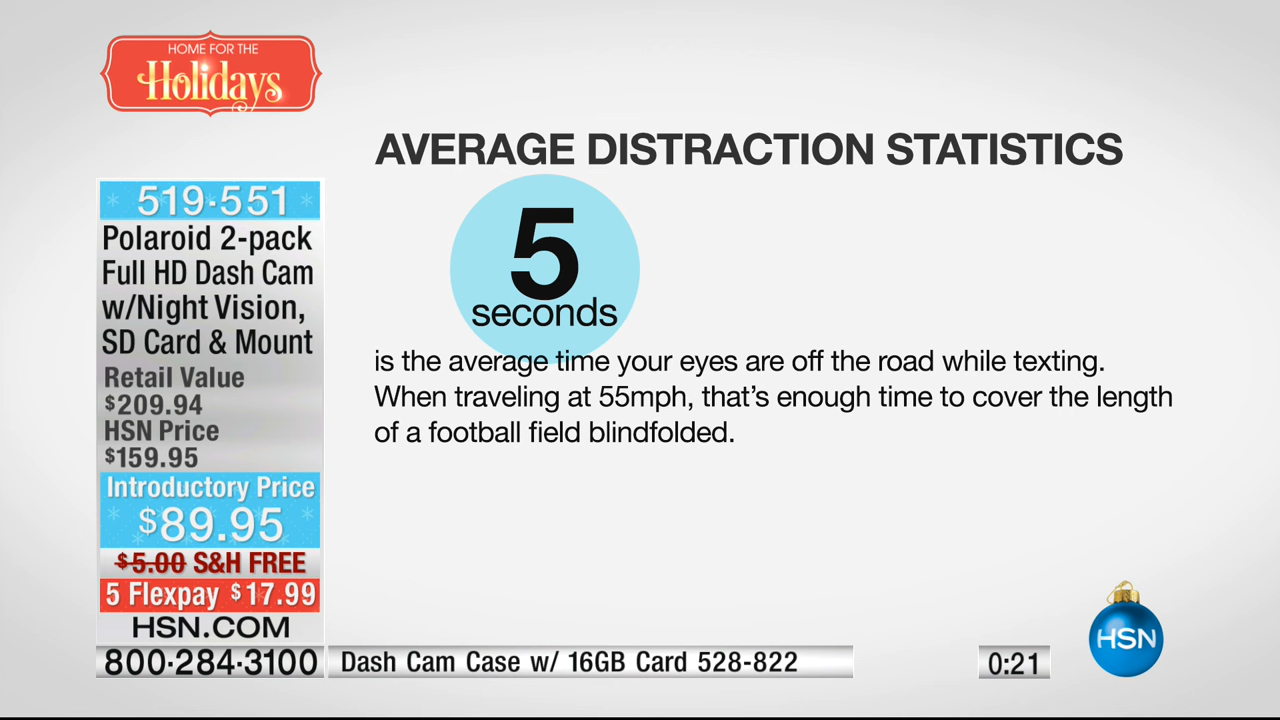 HOME FOR THE
Holidays
AVERAGE DISTRACTION STATISTICS
5
seconds
is the average time your eyes are off the road while texting.
When traveling at 55mph, that's enough time to cover the length
of a football field blindfolded.
519·551
Polaroid 2-pack
Full HD Dash Cam
w/Night Vision,
SD Card & Mount
Retail Value
$209.94
HSN Price
$159.95
Introductory Price
$89.95
$5.00 S&H FREE
5 Flexpay $17.99
HSN.COM
800·284·3100
Dash Cam Case w/ 16GB Card 528-822
0:21
HSN